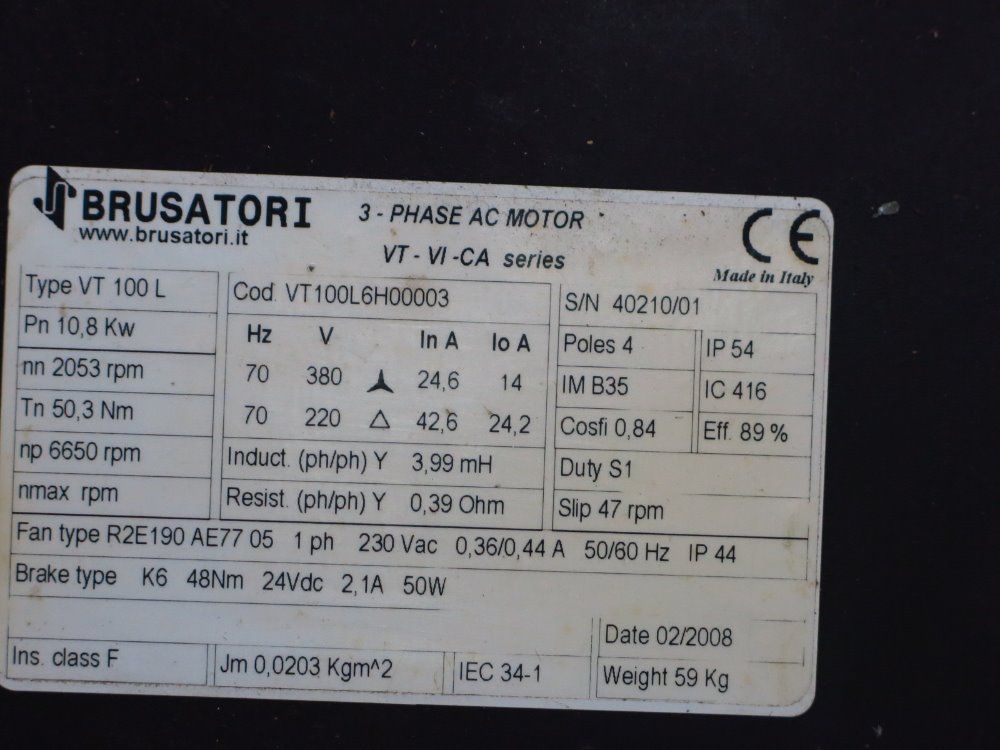 BRUSATORI 3 - PHASE AC MOTOR CE
www.brusatori.it VT - VI -CA series Made in Italy
Type VT 100 L Cod. VT100L6H00003 S/N 40210/01
Pn 10,8 Kw Hz V In A Io A Poles 4 IP 54
nn 2053 rpm 70 380 24,6 14 IM B35 IC 416
Tn 50,3 Nm 70 220 △ 42,6 24,2 Cosfi 0,84 Eff. 89 %
np 6650 rpm Induct. (ph/ph) Y 3,99 mH Duty S1
nmax rpm Resist. (ph/ph) Y 0,39 Ohm Slip 47 rpm
Fan type R2E190 AE77 05 1 ph 230 Vac 0,36/0,44 A 50/60 Hz IP 44
Brake type K6 48Nm 24Vdc 2,1A 50W
Date 02/2008
Ins. class F Jm 0,0203 Kgm^2 IEC 34-1 Weight 59 Kg